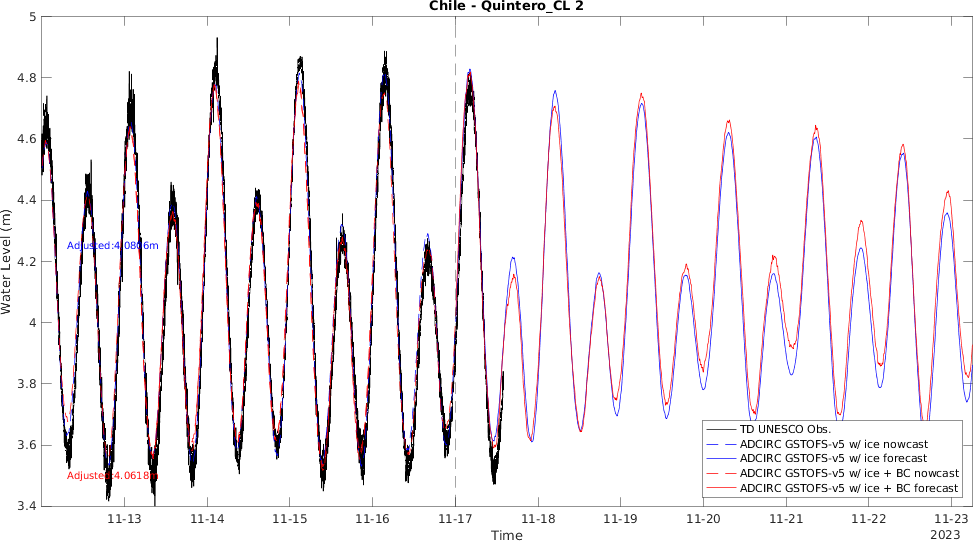 Chile - Quintero_CL 2
Water Level (m)
5
4.8
4.6
4.4
4.2
4
3.8
3.6
3.4
Adjusted:4.0806m
Adjusted:4.0618m
TD UNESCO Obs.
ADCIRC GSTOFS-v5 w/ ice nowcast
ADCIRC GSTOFS-v5 w/ ice forecast
ADCIRC GSTOFS-v5 w/ ice + BC nowcast
ADCIRC GSTOFS-v5 w/ ice + BC forecast
11-13 11-14 11-15 11-16 11-17 11-18 11-19 11-20 11-21 11-22 11-23
Time
2023